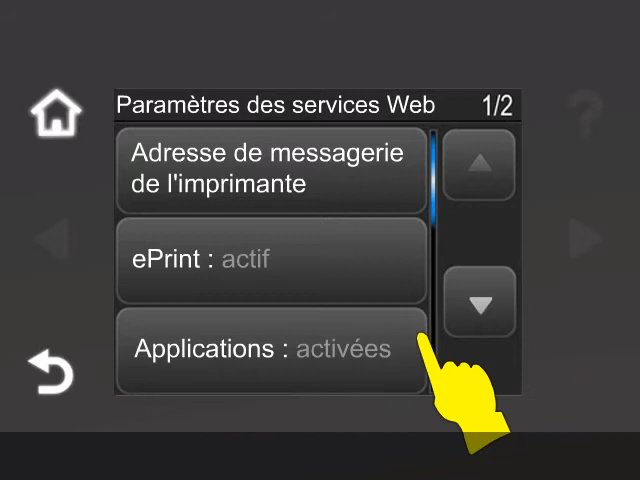 Paramètres des services Web 1/2
?
Adresse de messagerie
de l'imprimante
ePrint : actif
Applications : activées